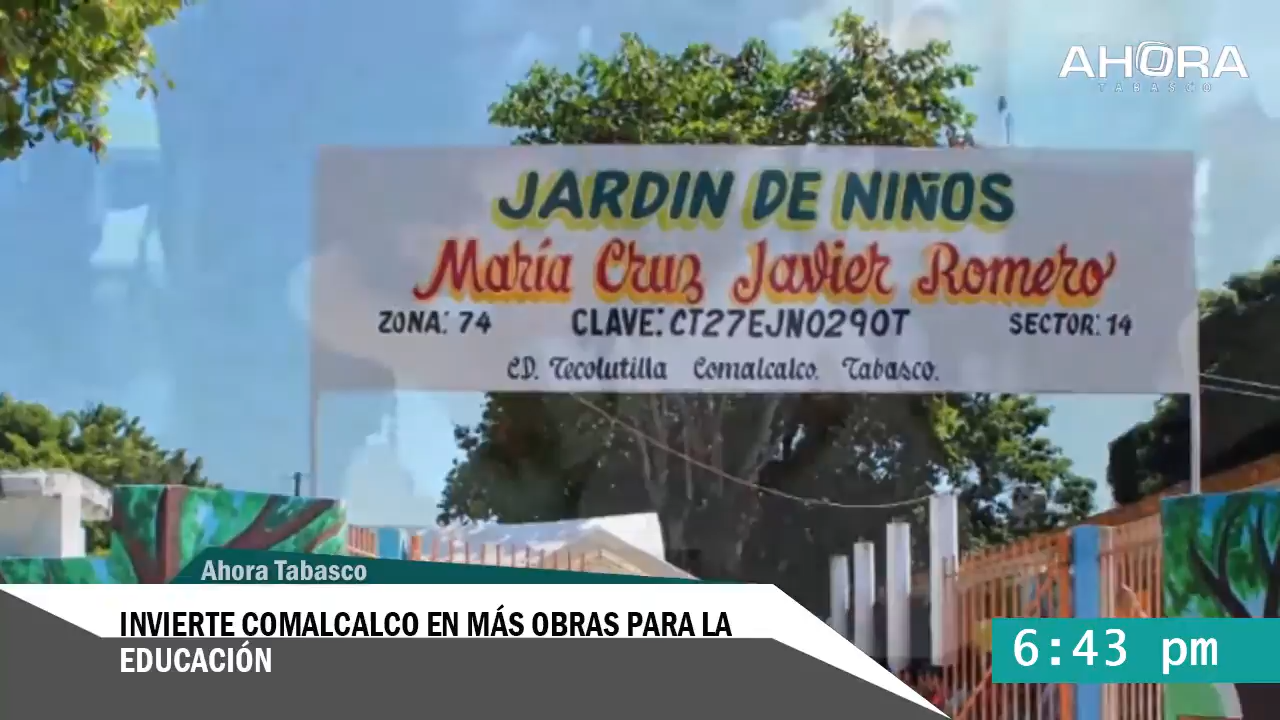 AHORA
TABASCO
JARDIN DE NIÑOS
María Cruz Javier Romero
ZONA: 74 CLAVE: CT27EJN0290T SECTOR: 14
CD. Tecolutilla Comalcalco. Tabasco.
Ahora Tabasco
INVIERTE COMALCALCO EN MÁS OBRAS PARA LA
EDUCACIÓN
6:43 pm